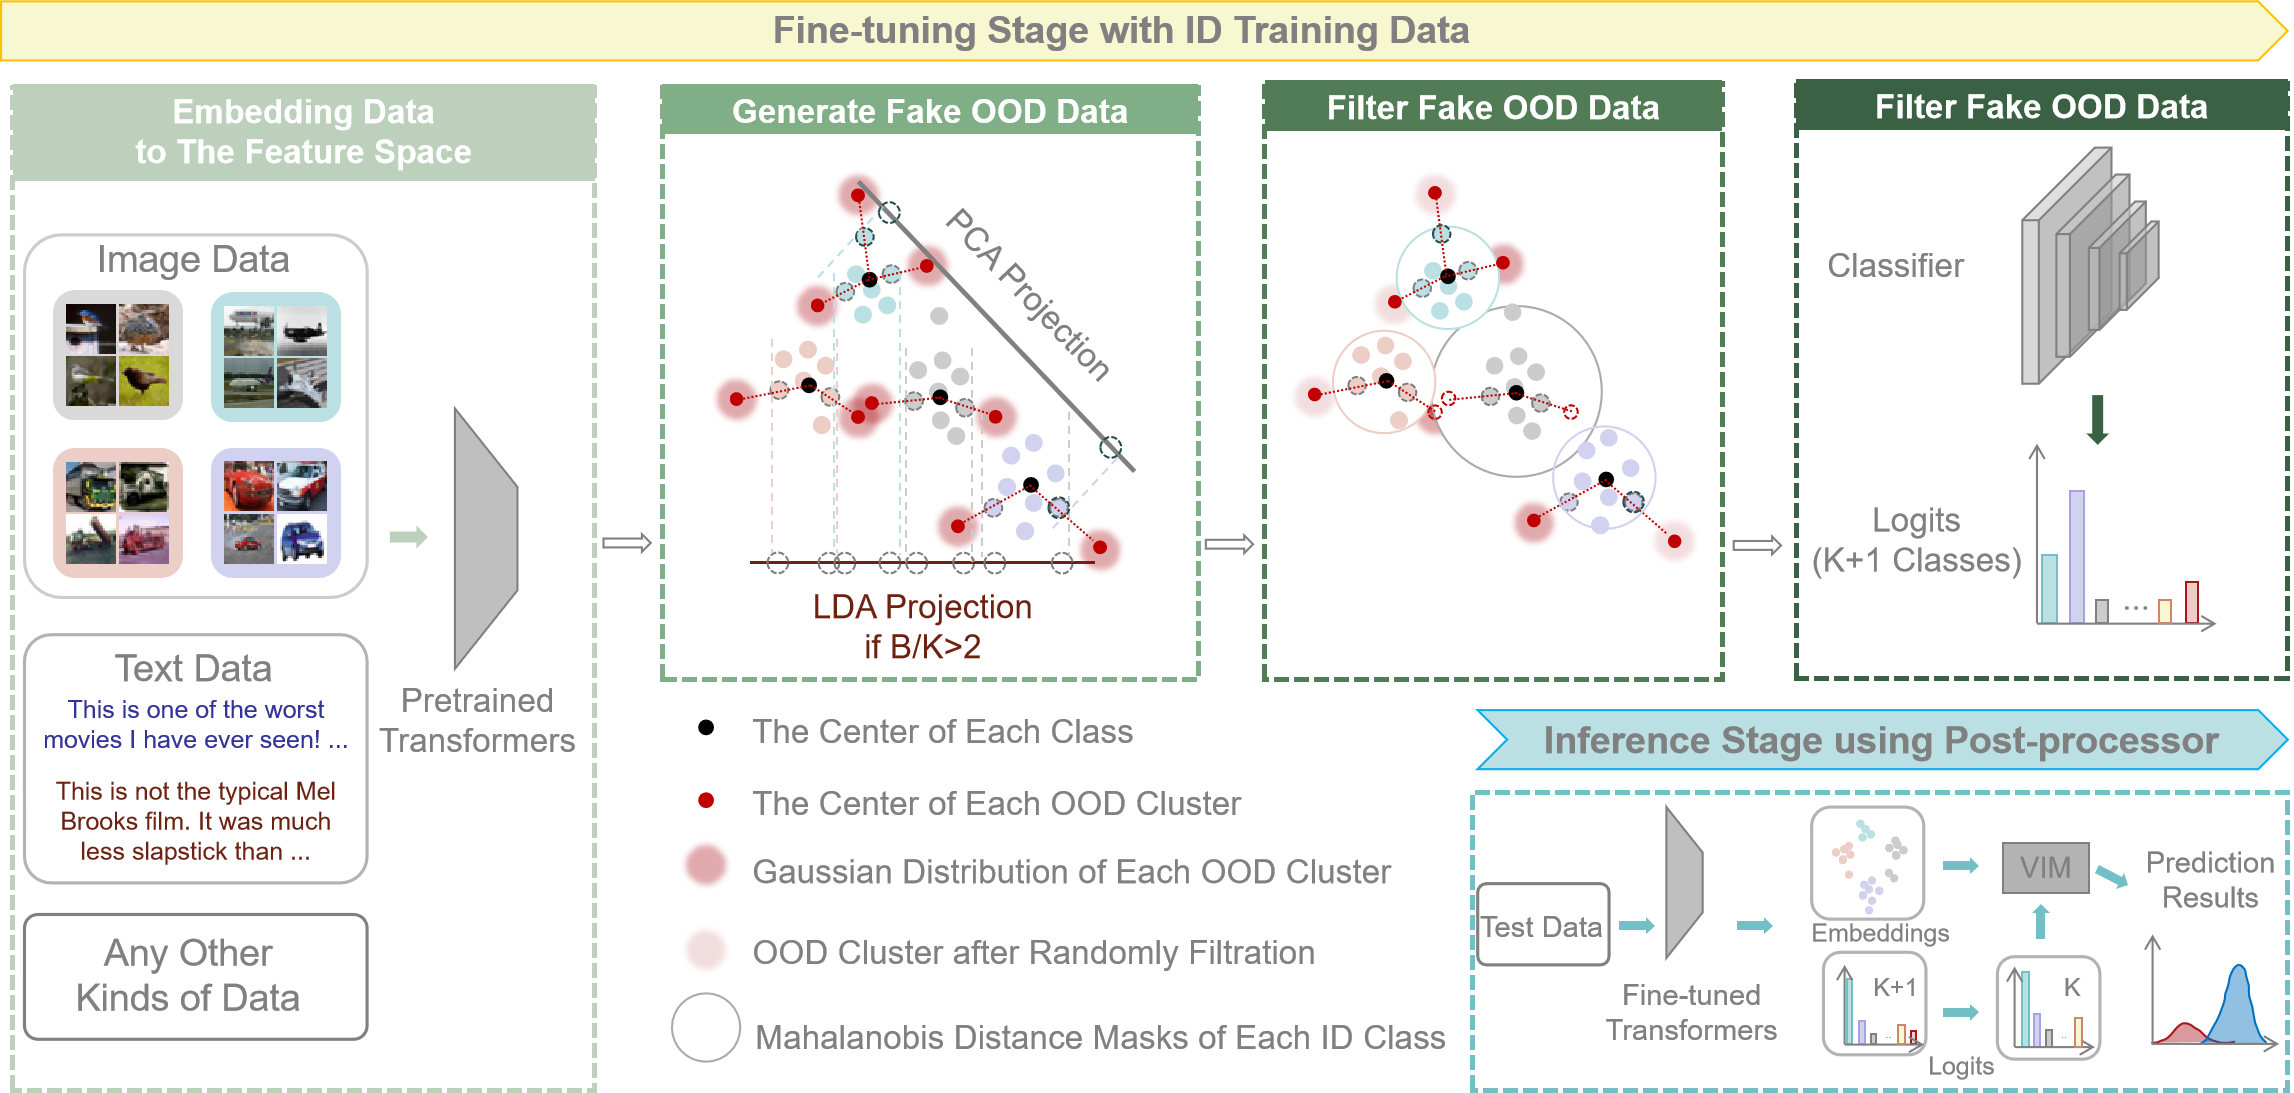 Fine-tuning Stage with ID Training Data
Embedding Data
to The Feature Space
Image Data
Text Data
This is one of the worst
movies I have ever seen! ...
This is not the typical Mel
Brooks film. It was much
less slapstick than ...
Any Other
Kinds of Data
Pretrained
Transformers
Generate Fake OOD Data
PCA Projection
LDA Projection
if B/K>2
Filter Fake OOD Data
Filter Fake OOD Data
Classifier
Logits
(K+1 Classes)
...
The Center of Each Class
The Center of Each OOD Cluster
Gaussian Distribution of Each OOD Cluster
OOD Cluster after Randomly Filtration
Mahalanobis Distance Masks of Each ID Class
Inference Stage using Post-processor
Test Data
Fine-tuned
Transformers
Embeddings
K+1
..
Logits
K
..
VIM
Prediction
Results